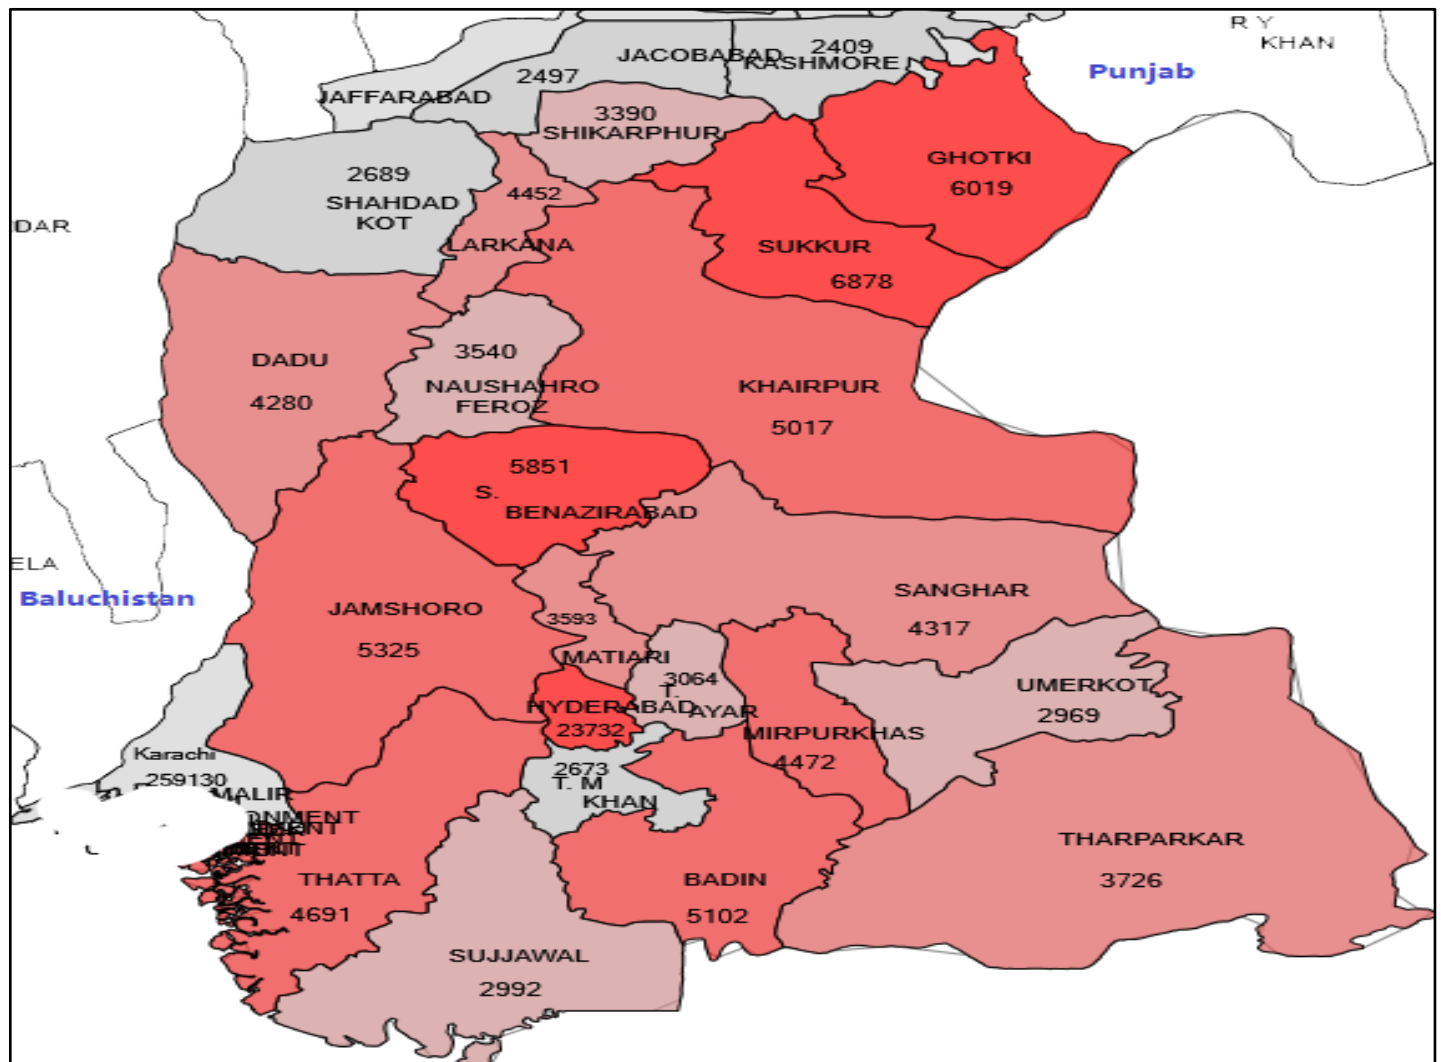 R Y
KHAN
Punjab
JACOBABAD
2409
KASHMORE
2497
JAFFARABAD
3390
SHIKARPHUR
GHOTKI
6019
2689
SHAHDAD
KOT
4452
LARKANA
DAR
SUKKUR
6878
DADU
4280
3540
NAUSHAHRO
FEROZ
KHAIRPUR
5017
5851
S.
BENAZIRABAD
ELA
Baluchistan
JAMSHORO
5325
SANGHAR
4317
3593
MATIARI
3064
T.
AYAR
HYDERABAD
23732
UMERKOT
2969
MIRPURKHAS
4472
Karachi
259130
MALIR
2673
T. M
KHAN
ONMENT
THATTA
4691
BADIN
5102
THARPARKAR
3726
SUJJAWAL
2992